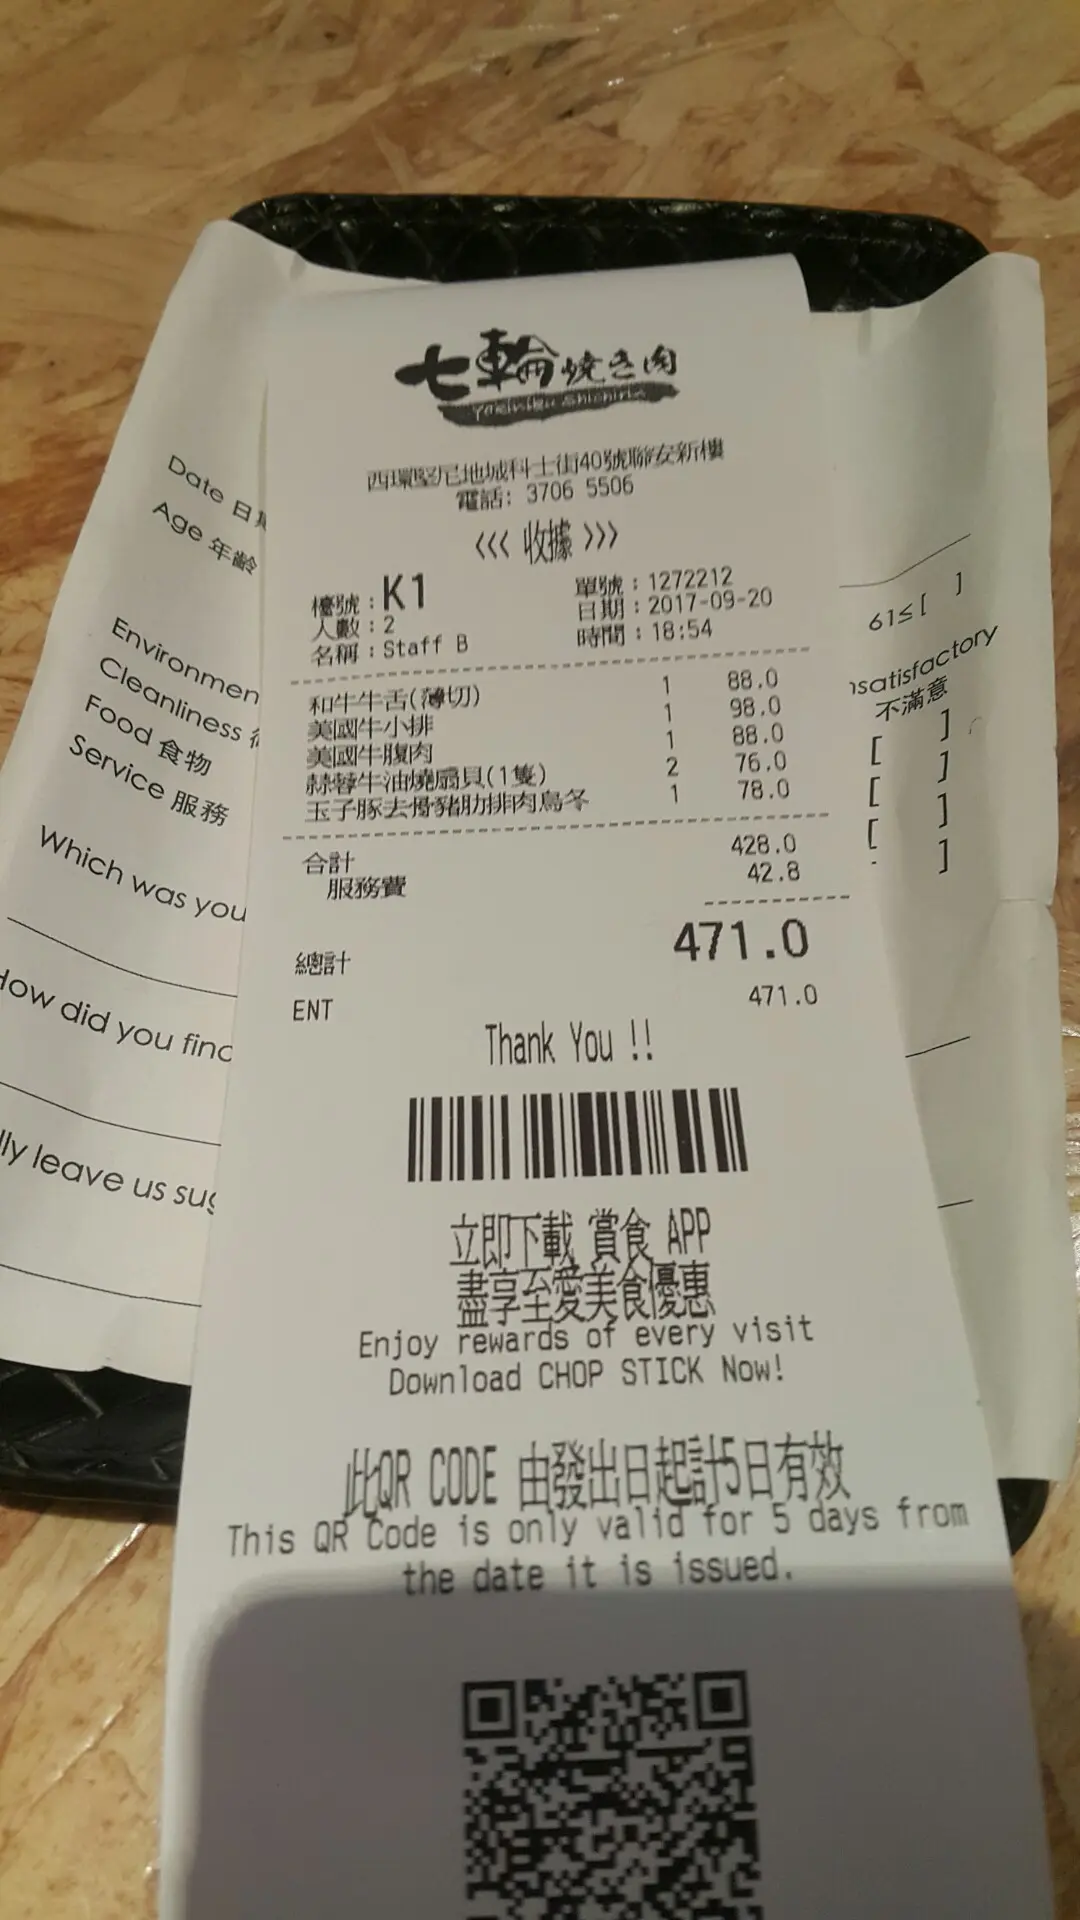 七輪焼き肉
Yakiniku Shichirin
西環堅尼地城科士街40號聯安新樓
電話: 3706 5506
<<< 收據 >>>
檯號:K1
人數:2
名稱:Staff B
單號:1272212
日期:2017-09-20
時間:18:54
和牛牛舌(薄切) 1 88.0
美國牛小排 1 98.0
美國牛腹肉 1 88.0
蒜蓉牛油燒扇貝(1隻) 2 76.0
玉子豚去骨豬肋排肉烏冬 1 78.0
合計 428.0
服務費 42.8
總計 471.0
ENT 471.0
Thank You !!
立即下載 賞食 APP
盡享至愛美食優惠
Enjoy rewards of every visit
Download CHOP STICK Now!
此QR CODE 由發出日起計5日有效
This QR Code is only valid for 5 days from
the date it is issued.
Date 日
Age 年齡
Environmen
Cleanliness
Food 食物
Service 服務
Which was you
How did you find
lly leave us sug
61≤ [ ]
nsatisfactory
不滿意
[ ]
[ ]
[ ]
]